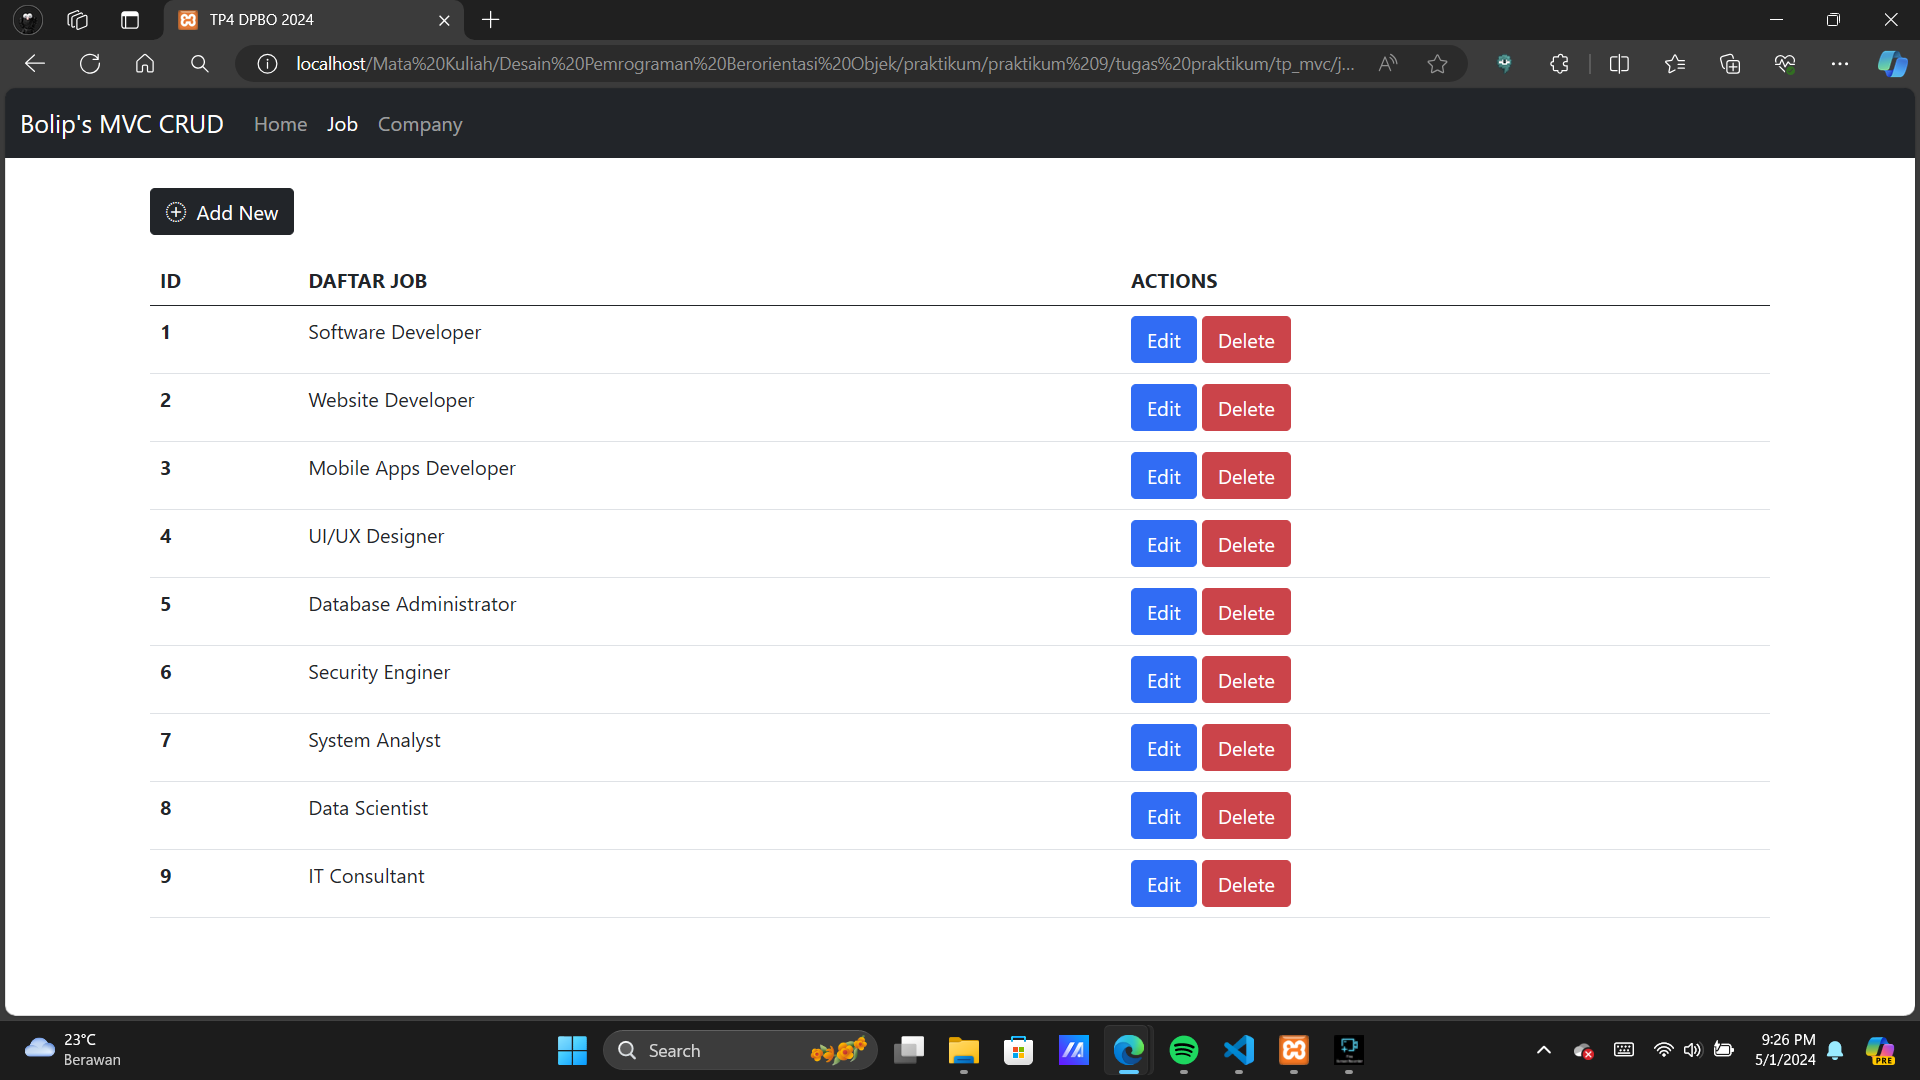 TP4 DPBO 2024
localhost/Mata%20Kuliah/Desain%20Pemrograman%20Berorientasi%20Objek/praktikum/praktikum%209/tugas%20praktikum/tp_mvc/j...
Bolip's MVC CRUD Home Job Company
Add New
ID DAFTAR JOB ACTIONS
1 Software Developer Edit Delete
2 Website Developer Edit Delete
3 Mobile Apps Developer Edit Delete
4 UI/UX Designer Edit Delete
5 Database Administrator Edit Delete
6 Security Enginer Edit Delete
7 System Analyst Edit Delete
8 Data Scientist Edit Delete
9 IT Consultant Edit Delete
23°C
Berawan
Search
9:26 PM
5/1/2024
PRE